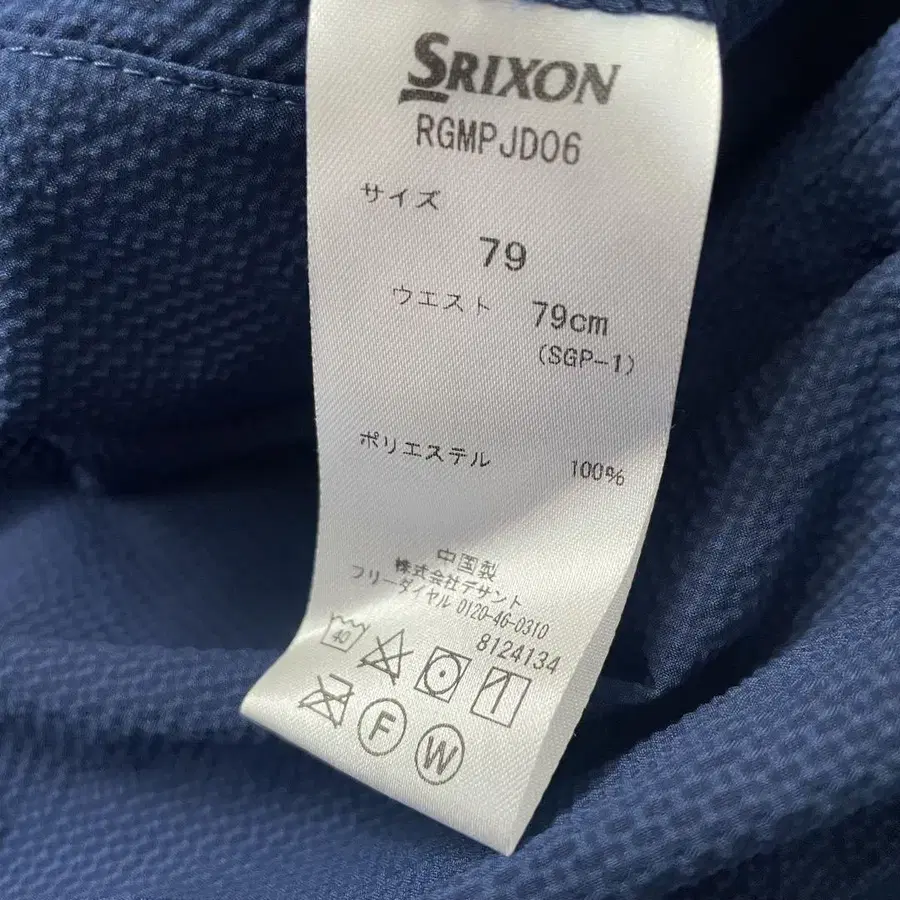 SRIXON
RGMPJD06
サイズ
79
ウエスト 79cm
(SGP-1)
ポリエステル 100%
中国製
株式会社デサント
フリーダイヤル 0120-46-0310
8124134
40
F
W